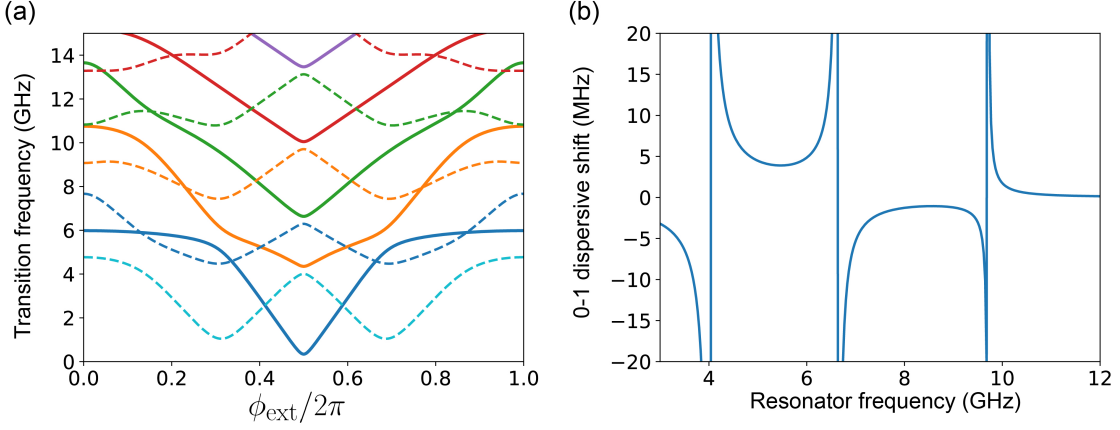 (a)
Transition frequency (GHz)
14
12
10
8
6
4
2
0
0.0 0.2 0.4 0.6 0.8 1.0
ϕext/2π
(b)
0-1 dispersive shift (MHz)
20
15
10
5
0
−5
−10
−15
−20
4 6 8 10 12
Resonator frequency (GHz)